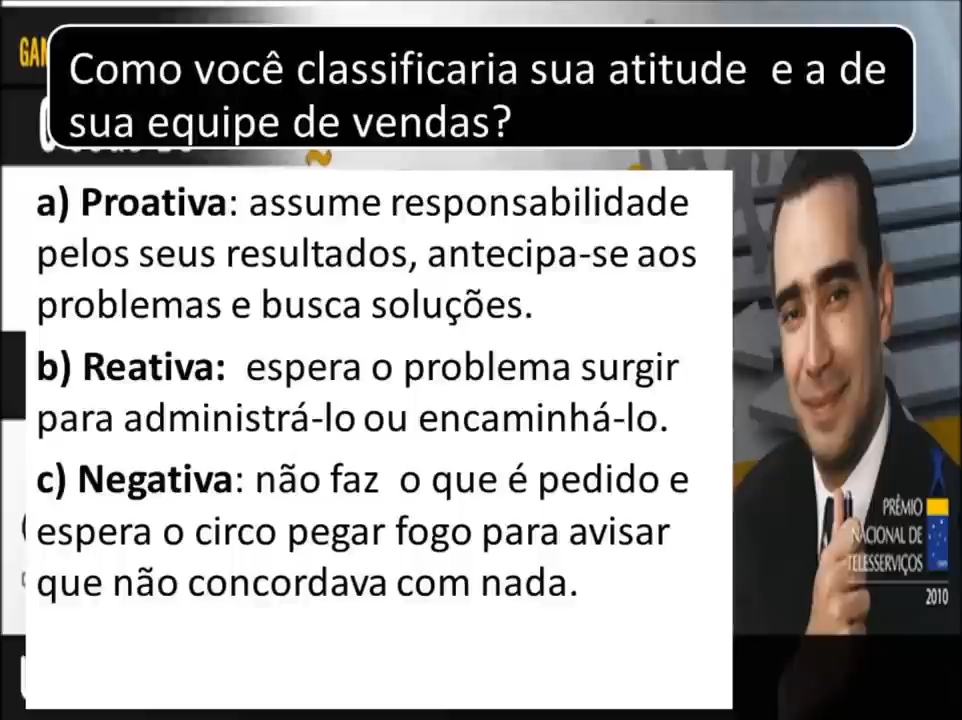 GAN
Como você classificaria sua atitude e a de
sua equipe de vendas?
a) Proativa: assume responsabilidade
pelos seus resultados, antecipa-se aos
problemas e busca soluções.
b) Reativa: espera o problema surgir
para administrá-lo ou encaminhá-lo.
c) Negativa: não faz o que é pedido e
espera o circo pegar fogo para avisar
que não concordava com nada.
PRÊMIO
NACIONAL DE
TELESSERVIÇOS
2010